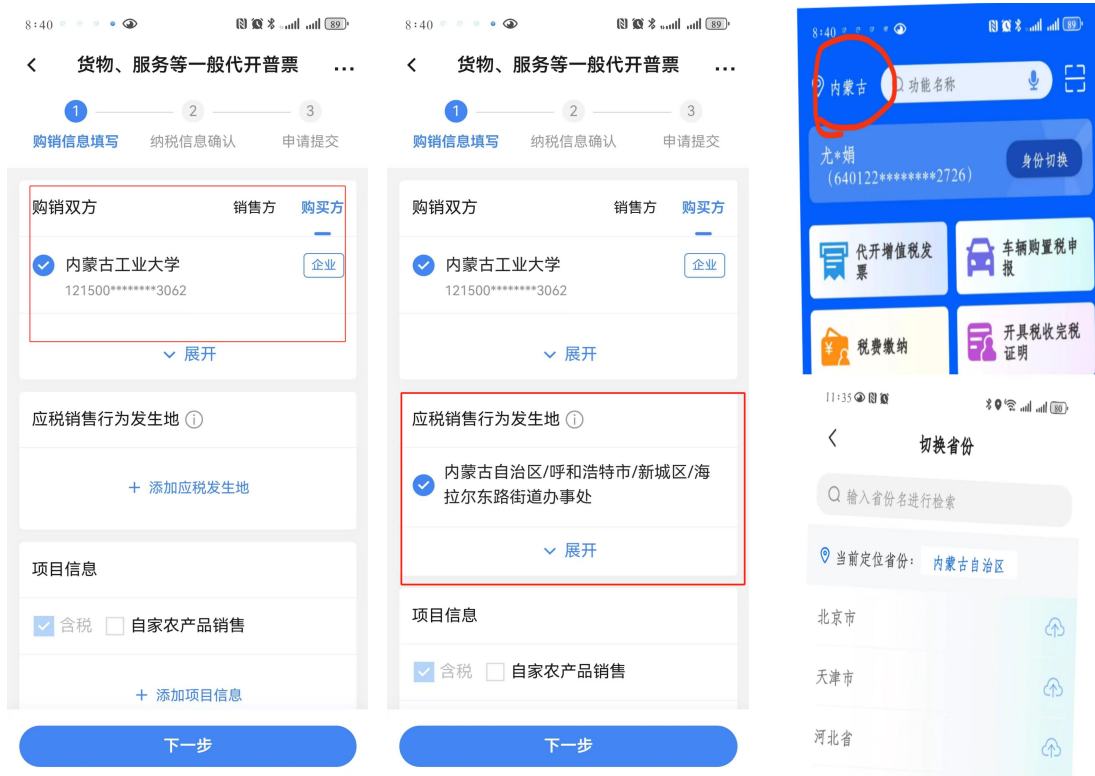 8:40
89
货物、服务等一般代开普票
...
1
2
3
购销信息填写
纳税信息确认
申请提交
购销双方
销售方
购买方
内蒙古工业大学
企业
121500********3062
展开
应税销售行为发生地
+ 添加应税发生地
项目信息
含税
自家农产品销售
+ 添加项目信息
下一步
8:40
89
货物、服务等一般代开普票
...
1
2
3
购销信息填写
纳税信息确认
申请提交
购销双方
销售方
购买方
内蒙古工业大学
企业
121500********3062
展开
应税销售行为发生地
内蒙古自治区/呼和浩特市/新城区/海
拉尔东路街道办事处
展开
项目信息
含税
自家农产品销售
下一步
8:40
89
内蒙古
功能名称
尤*娟
(640122********2726)
身份切换
代开增值税发
票
车辆购置税申
报
税费缴纳
开具税收完税
证明
11:35
80
切换省份
输入省份名进行检索
当前定位省份：
内蒙古自治区
北京市
天津市
河北省